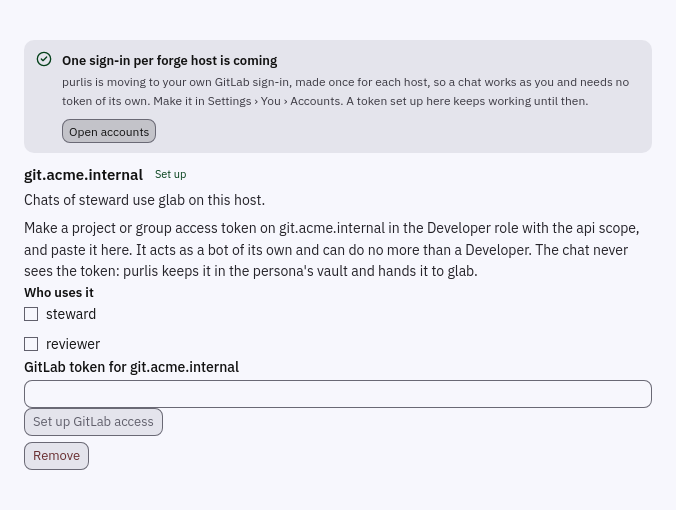 One sign-in per forge host is coming
purlis is moving to your own GitLab sign-in, made once for each host, so a chat works as you and needs no
token of its own. Make it in Settings › You › Accounts. A token set up here keeps working until then.
Open accounts
git.acme.internal Set up
Chats of steward use glab on this host.
Make a project or group access token on git.acme.internal in the Developer role with the api scope,
and paste it here. It acts as a bot of its own and can do no more than a Developer. The chat never
sees the token: purlis keeps it in the persona's vault and hands it to glab.
Who uses it
steward
reviewer
GitLab token for git.acme.internal
Set up GitLab access
Remove